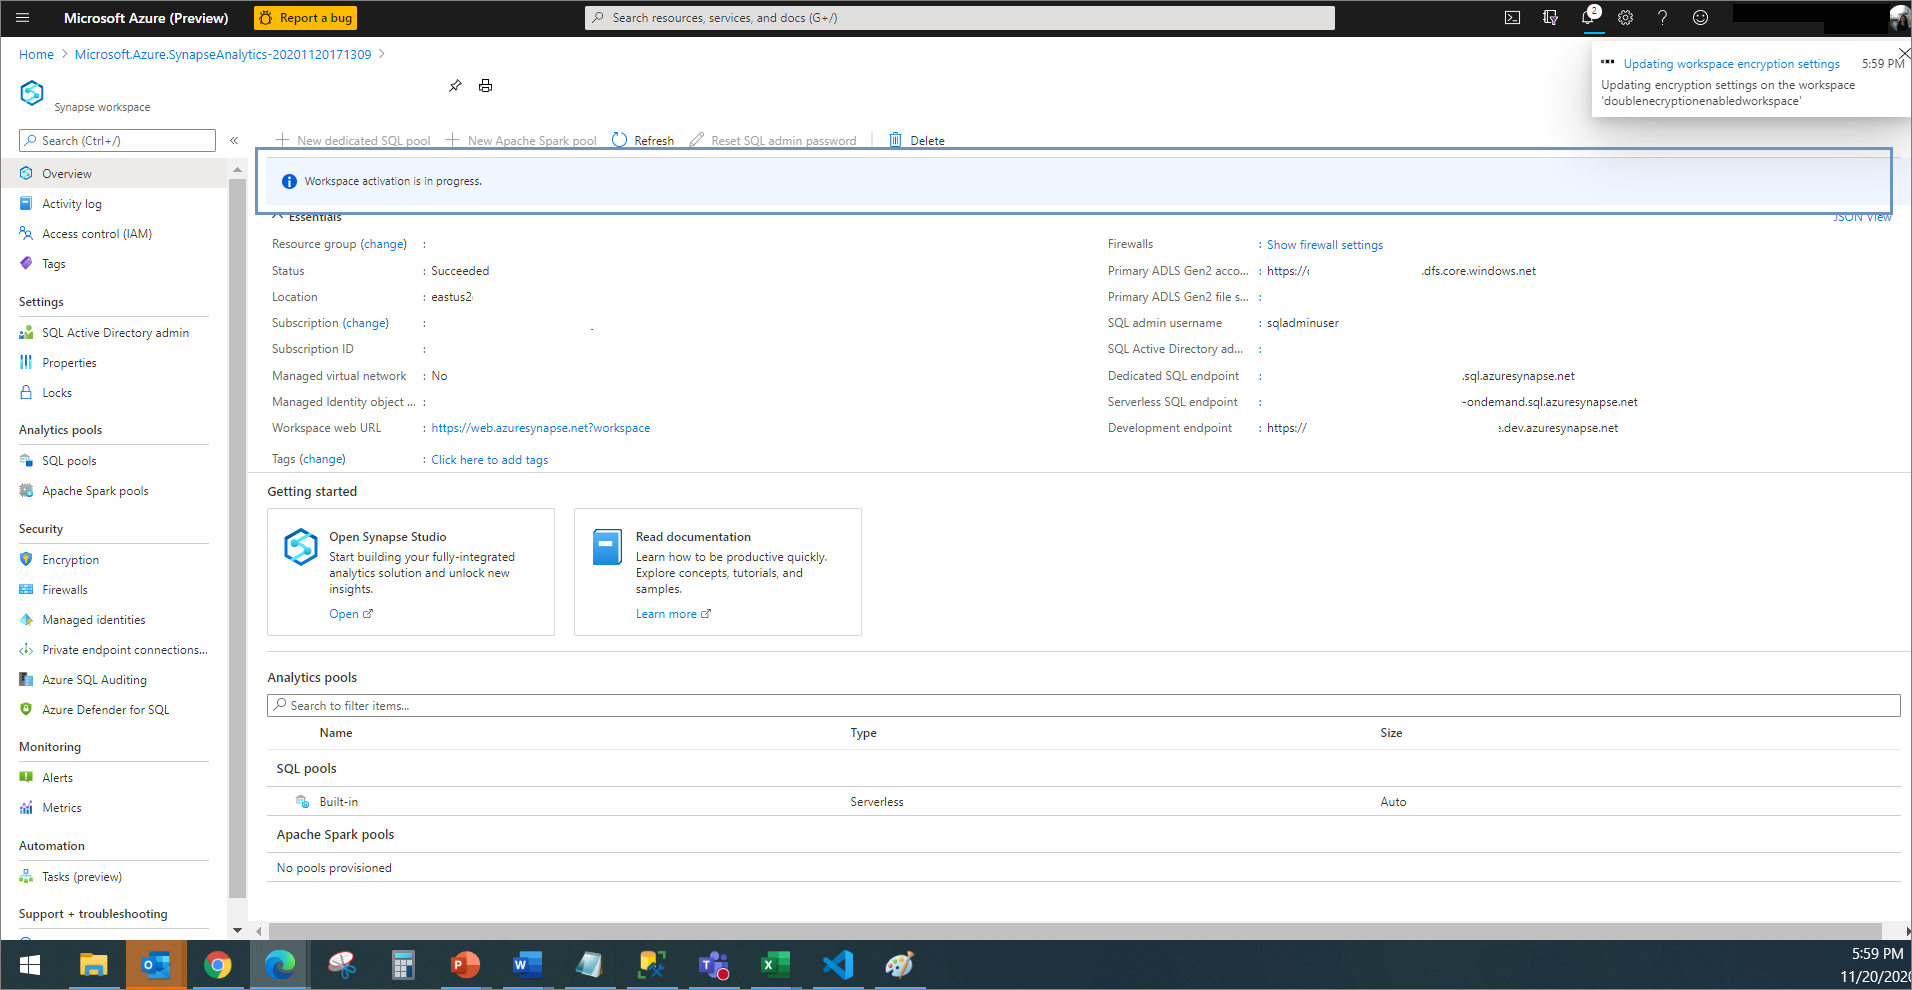 Microsoft Azure (Preview)
Report a bug
Search resources, services, and docs (G+/)
2
Home > Microsoft.Azure.SynapseAnalytics-20201120171309 >
Updating workspace encryption settings 5:59 PM
Updating encryption settings on the workspace
'doublenecryptionenabledworkspace'
Synapse workspace
Search (Ctrl+/)
New dedicated SQL pool
New Apache Spark pool
Refresh
Reset SQL admin password
Delete
Workspace activation is in progress.
Overview
Activity log
Access control (IAM)
Tags
Settings
SQL Active Directory admin
Properties
Locks
Analytics pools
SQL pools
Apache Spark pools
Security
Encryption
Firewalls
Managed identities
Private endpoint connections...
Azure SQL Auditing
Azure Defender for SQL
Monitoring
Alerts
Metrics
Automation
Tasks (preview)
Support + troubleshooting
Essentials
JSON View
Resource group (change) :
Status : Succeeded
Location : eastus2
Subscription (change) :
Subscription ID :
Managed virtual network : No
Managed Identity object ... :
Workspace web URL : https://web.azuresynapse.net?workspace
Tags (change) : Click here to add tags
Firewalls : Show firewall settings
Primary ADLS Gen2 acco... : https:// .dfs.core.windows.net
Primary ADLS Gen2 file s... :
SQL admin username : sqladminuser
SQL Active Directory ad... :
Dedicated SQL endpoint : .sql.azuresynapse.net
Serverless SQL endpoint : -ondemand.sql.azuresynapse.net
Development endpoint : https:// .dev.azuresynapse.net
Getting started
Open Synapse Studio
Start building your fully-integrated
analytics solution and unlock new
insights.
Open
Read documentation
Learn how to be productive quickly.
Explore concepts, tutorials, and
samples.
Learn more
Analytics pools
Search to filter items...
Name Type Size
SQL pools
Built-in Serverless Auto
Apache Spark pools
No pools provisioned
5:59 PM
11/20/202